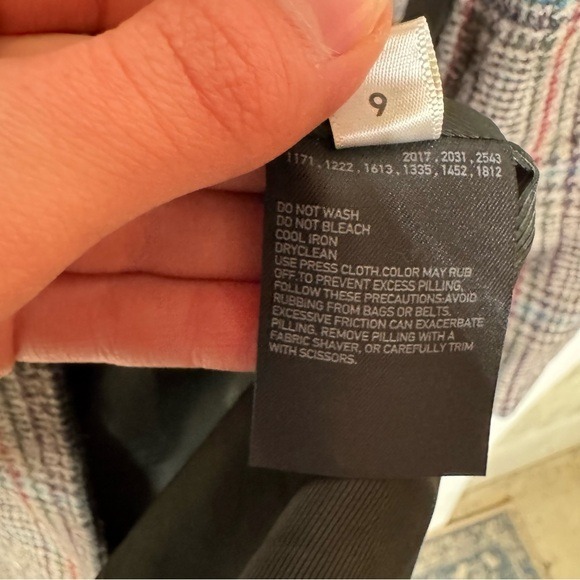 9
2017 , 2031 , 2543
1171 , 1222 , 1613 , 1335 , 1452 , 1812
DO NOT WASH
DO NOT BLEACH
COOL IRON
DRYCLEAN
USE PRESS CLOTH.COLOR MAY RUB
OFF.TO PREVENT EXCESS PILLING,
FOLLOW THESE PRECAUTIONS:AVOID
RUBBING FROM BAGS OR BELTS.
EXCESSIVE FRICTION CAN EXACERBATE
PILLING. REMOVE PILLING WITH A
FABRIC SHAVER, OR CAREFULLY TRIM
WITH SCISSORS.